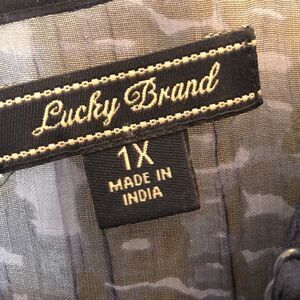 Lucky Brand
1X
MADE IN
INDIA